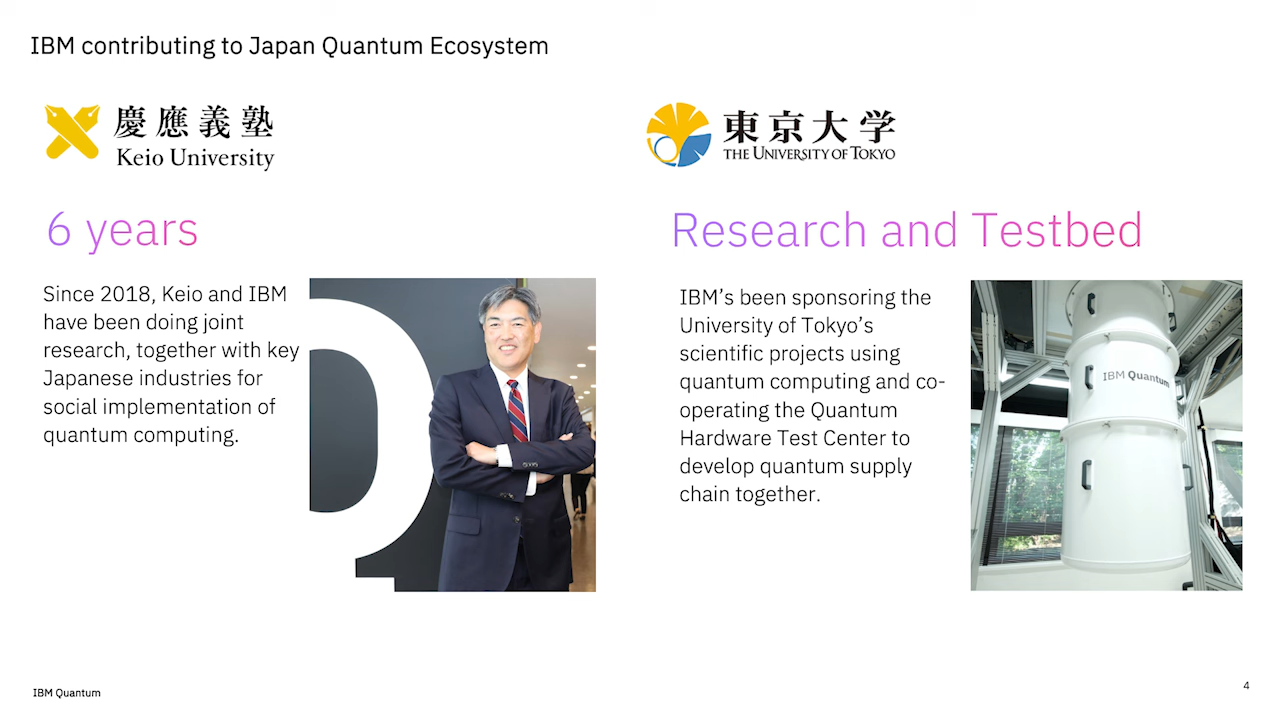 IBM contributing to Japan Quantum Ecosystem
慶應義塾
Keio University
6 years
Since 2018, Keio and IBM
have been doing joint
research, together with key
Japanese industries for
social implementation of
quantum computing.
東京大学
THE UNIVERSITY OF TOKYO
Research and Testbed
IBM’s been sponsoring the
University of Tokyo’s
scientific projects using
quantum computing and co-
operating the Quantum
Hardware Test Center to
develop quantum supply
chain together.
IBM Quantum
IBM Quantum
4